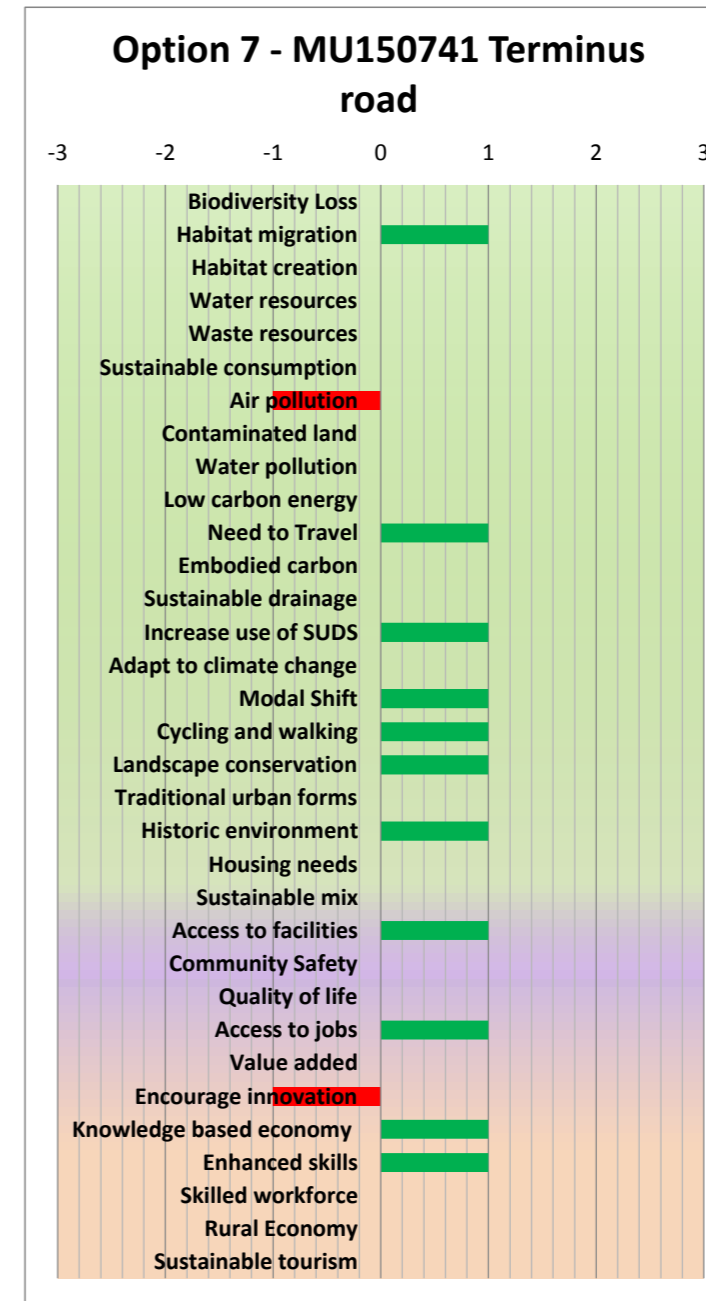 Option 7 - MU150741 Terminus
road
-3 -2 -1 0 1 2 3
Biodiversity Loss
Habitat migration
Habitat creation
Water resources
Waste resources
Sustainable consumption
Air pollution
Contaminated land
Water pollution
Low carbon energy
Need to Travel
Embodied carbon
Sustainable drainage
Increase use of SUDS
Adapt to climate change
Modal Shift
Cycling and walking
Landscape conservation
Traditional urban forms
Historic environment
Housing needs
Sustainable mix
Access to facilities
Community Safety
Quality of life
Access to jobs
Value added
Encourage innovation
Knowledge based economy
Enhanced skills
Skilled workforce
Rural Economy
Sustainable tourism